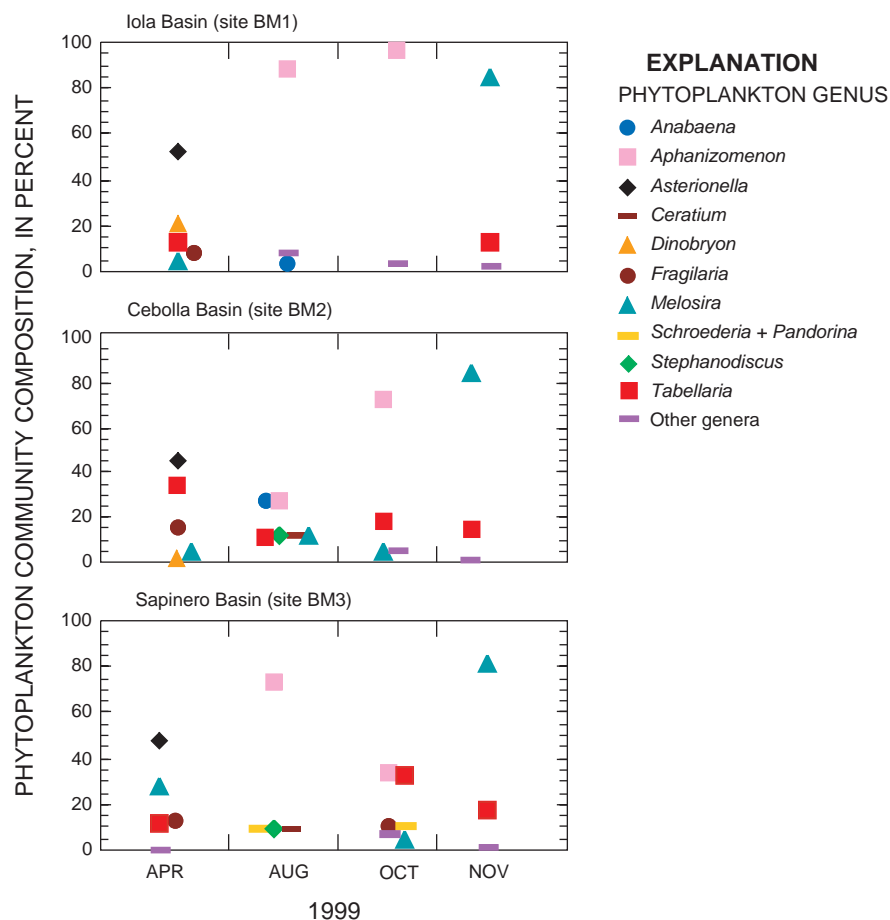 Iola Basin (site BM1)
100
80
60
40
20
0
Cebolla Basin (site BM2)
100
80
60
40
20
0
Sapinero Basin (site BM3)
100
80
60
40
20
0
APR AUG OCT NOV
1999
PHYTOPLANKTON COMMUNITY COMPOSITION, IN PERCENT
EXPLANATION
PHYTOPLANKTON GENUS
Anabaena
Aphanizomenon
Asterionella
Ceratium
Dinobryon
Fragilaria
Melosira
Schroederia + Pandorina
Stephanodiscus
Tabellaria
Other genera